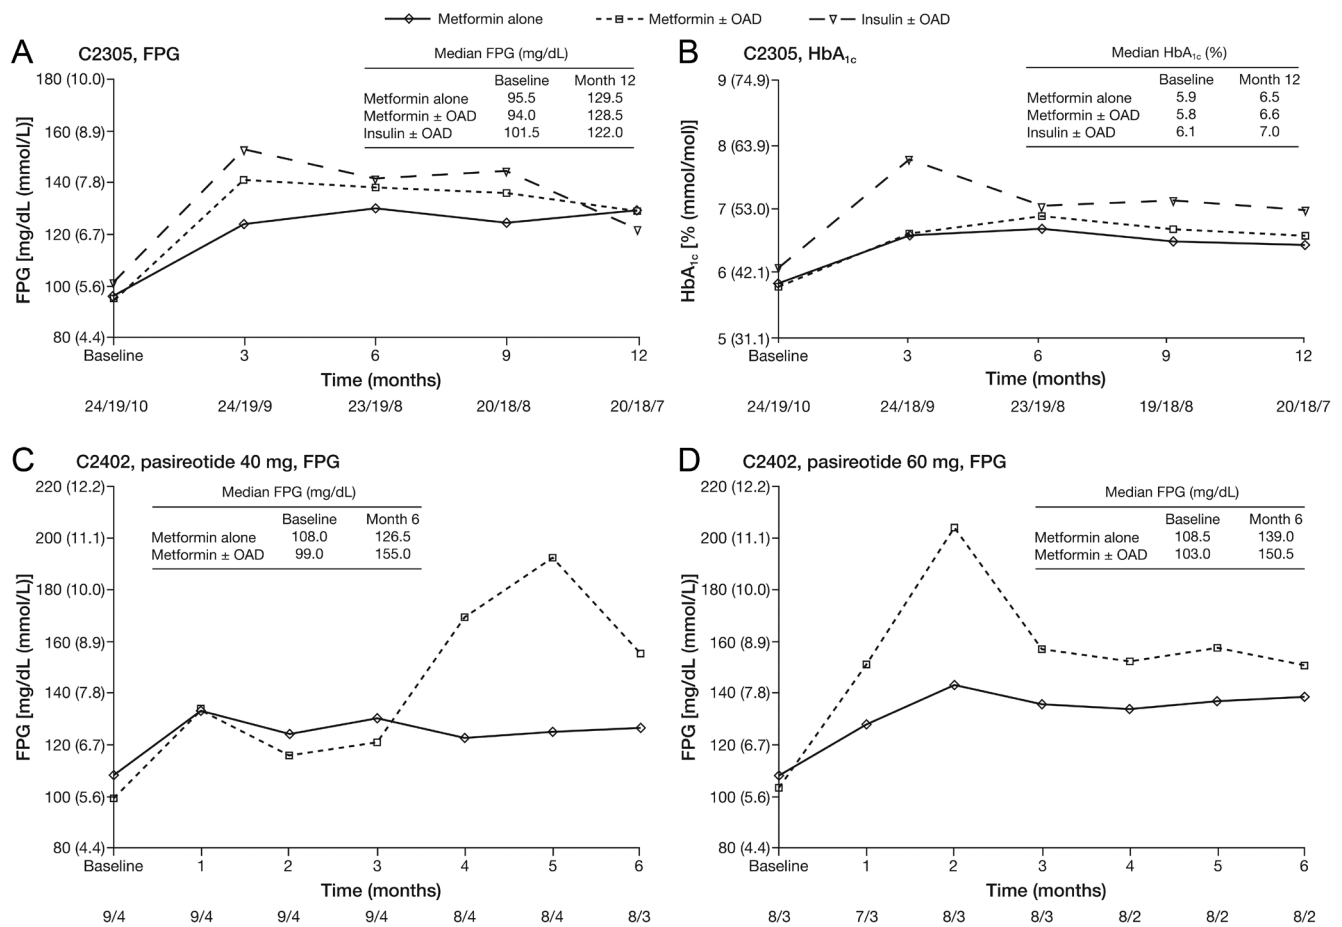 Metformin alone Metformin ± OAD Insulin ± OAD
A C2305, FPG
Median FPG (mg/dL)
Baseline Month 12
Metformin alone 95.5 129.5
Metformin ± OAD 94.0 128.5
Insulin ± OAD 101.5 122.0
FPG [mg/dL (mmol/L)]
180 (10.0)
160 (8.9)
140 (7.8)
120 (6.7)
100 (5.6)
80 (4.4)
Baseline 3 6 9 12
Time (months)
24/19/10 24/19/9 23/19/8 20/18/8 20/18/7
B C2305, HbA1c
Median HbA1c (%)
Baseline Month 12
Metformin alone 5.9 6.5
Metformin ± OAD 5.8 6.6
Insulin ± OAD 6.1 7.0
HbA1c [% (mmol/mol)]
9 (74.9)
8 (63.9)
7 (53.0)
6 (42.1)
5 (31.1)
Baseline 3 6 9 12
Time (months)
24/19/10 24/18/9 23/19/8 19/18/8 20/18/7
C C2402, pasireotide 40 mg, FPG
Median FPG (mg/dL)
Baseline Month 6
Metformin alone 108.0 126.5
Metformin ± OAD 99.0 155.0
FPG [mg/dL (mmol/L)]
220 (12.2)
200 (11.1)
180 (10.0)
160 (8.9)
140 (7.8)
120 (6.7)
100 (5.6)
80 (4.4)
Baseline 1 2 3 4 5 6
Time (months)
9/4 9/4 9/4 9/4 8/4 8/4 8/3
D C2402, pasireotide 60 mg, FPG
Median FPG (mg/dL)
Baseline Month 6
Metformin alone 108.5 139.0
Metformin ± OAD 103.0 150.5
FPG [mg/dL (mmol/L)]
220 (12.2)
200 (11.1)
180 (10.0)
160 (8.9)
140 (7.8)
120 (6.7)
100 (5.6)
80 (4.4)
Baseline 1 2 3 4 5 6
Time (months)
8/3 7/3 8/3 8/3 8/2 8/2 8/2